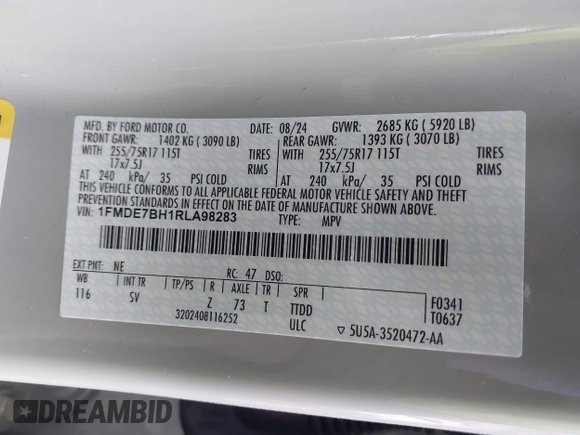 MFD. BY FORD MOTOR CO.
DATE: 08/24 GVWR: 2685 KG ( 5920 LB)
FRONT GAWR: 1402 KG ( 3090 LB)
REAR GAWR: 1393 KG ( 3070 LB)
WITH 255/75R17 115T TIRES
WITH 255/75R17 115T TIRES
17x7.5J RIMS
17x7.5J RIMS
AT 240 kPa/ 35 PSI COLD
AT 240 kPa/ 35 PSI COLD
THIS VEHICLE CONFORMS TO ALL APPLICABLE FEDERAL MOTOR VEHICLE SAFETY AND THEFT
PREVENTION STANDARDS IN EFFECT ON THE DATE OF MANUFACTURE SHOWN ABOVE.
VIN: 1FMDE7BH1RLA98283
TYPE: MPV
EXT PNT: NE RC: 47 DSO:
WB INT TR TP/PS R AXLE TR SPR
116 SV Z 73 T TTDD
ULC
F0341
T0637
3202408116252
▽ 5U5A-3520472-AA
DREAMBID